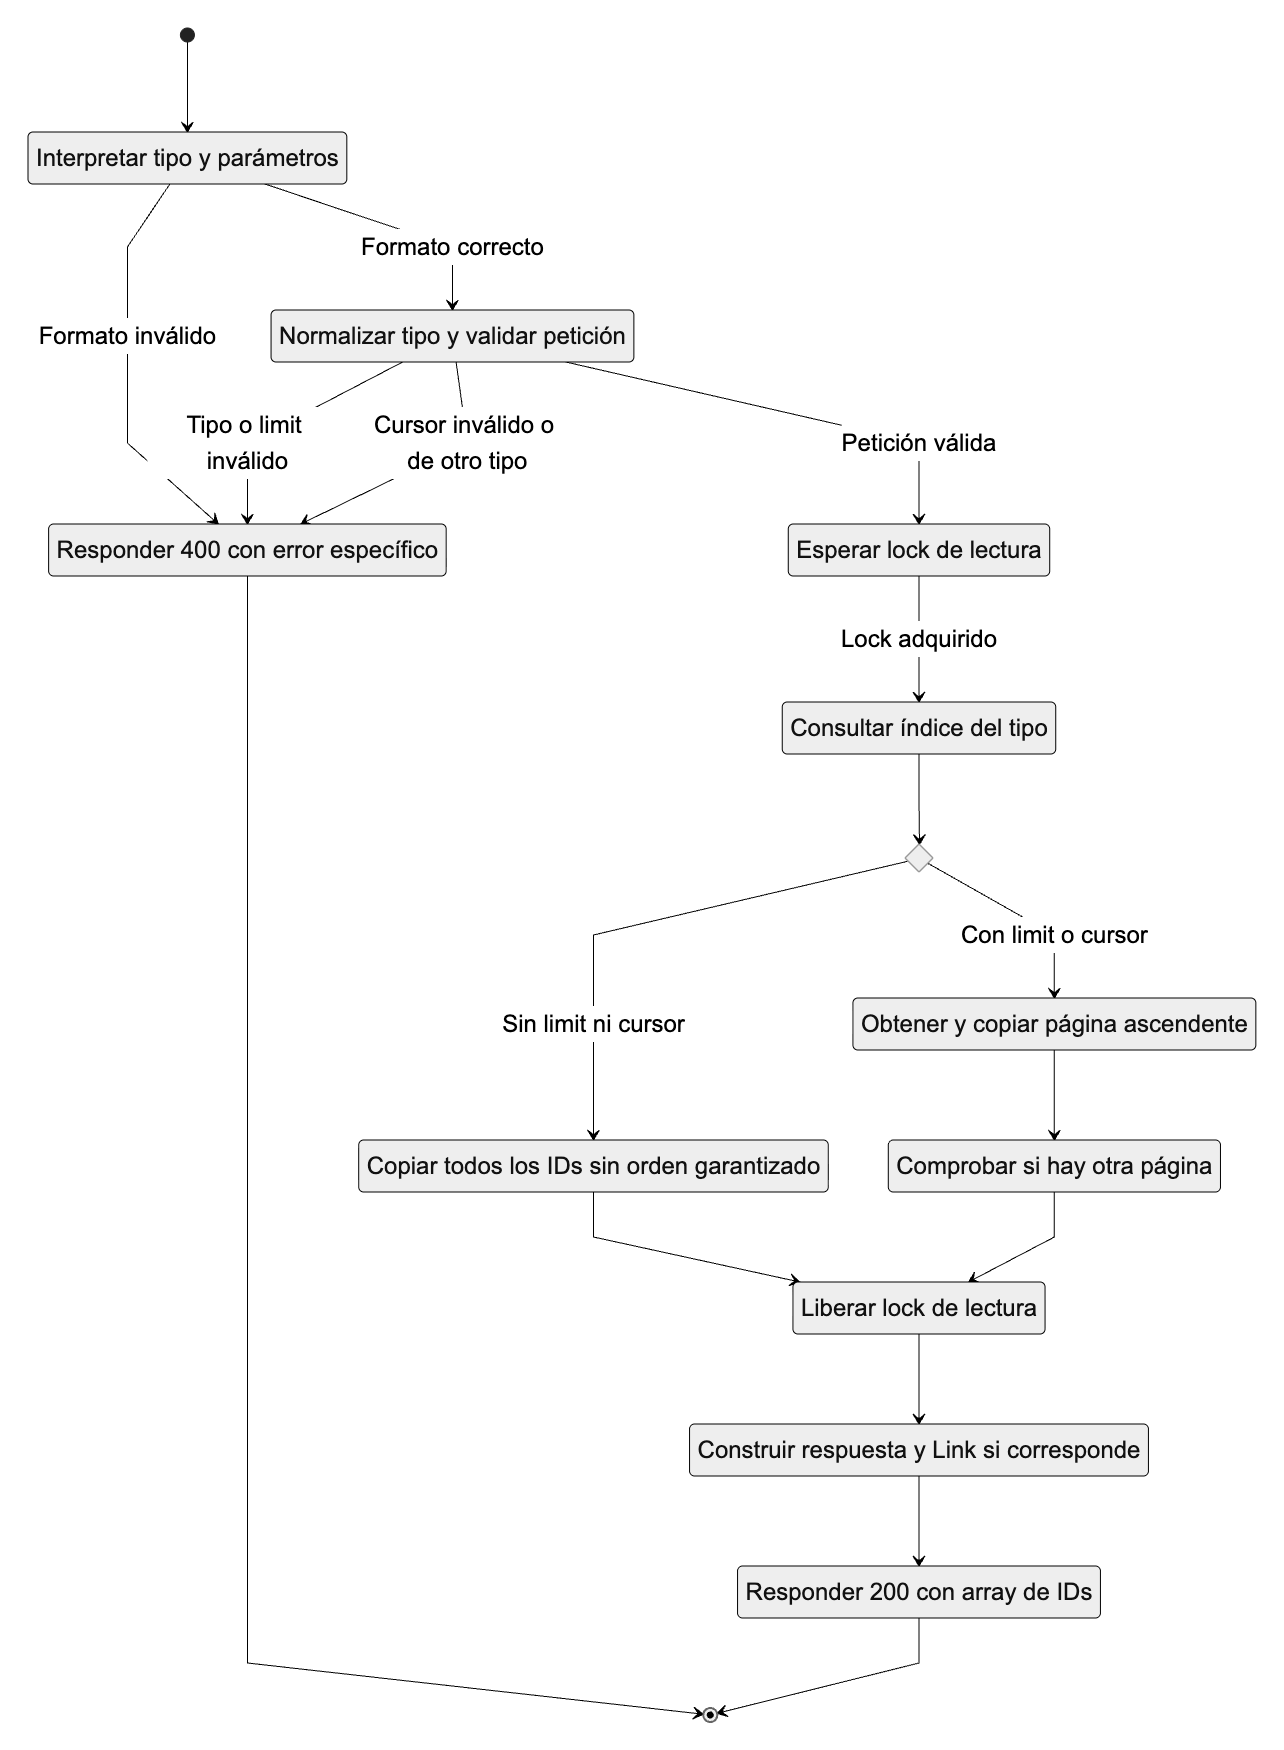 Interpretar tipo y parámetros
Formato correcto
Formato inválido
Normalizar tipo y validar petición
Tipo o limit
inválido
Cursor inválido o
de otro tipo
Petición válida
Responder 400 con error específico
Esperar lock de lectura
Lock adquirido
Consultar índice del tipo
Con limit o cursor
Sin limit ni cursor
Obtener y copiar página ascendente
Copiar todos los IDs sin orden garantizado
Comprobar si hay otra página
Liberar lock de lectura
Construir respuesta y Link si corresponde
Responder 200 con array de IDs